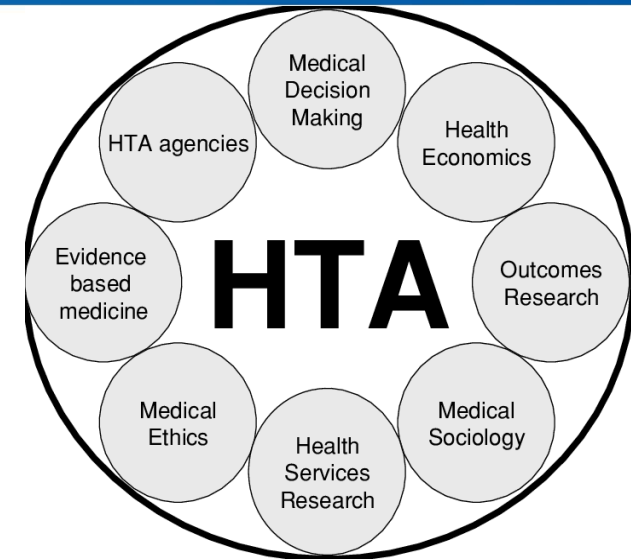 Medical
Decision
Making
Health
Economics
Outcomes
Research
Medical
Sociology
Health
Services
Research
Medical
Ethics
Evidence
based
medicine
HTA agencies
HTA